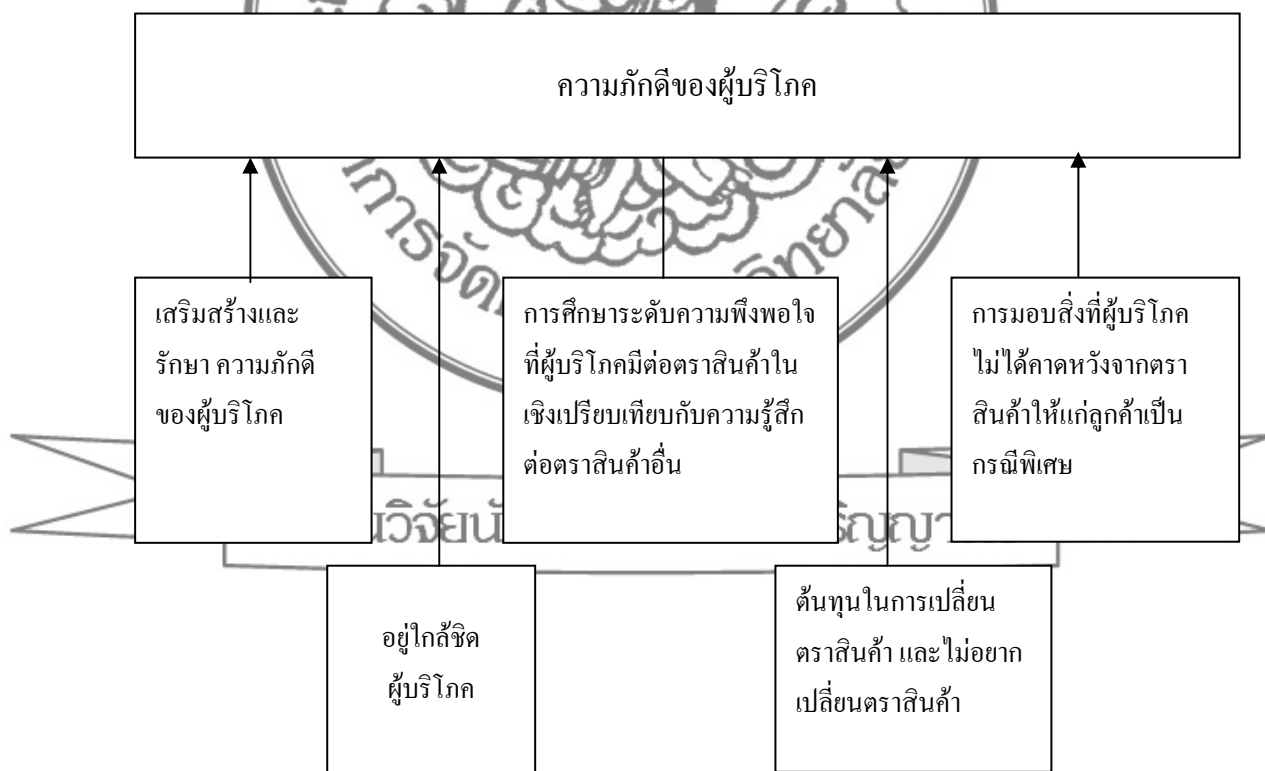 ความภักดีของผู้บริโภค
เสริมสร้างและ
รักษา ความภักดี
ของผู้บริโภค
การศึกษาระดับความพึงพอใจ
ที่ผู้บริโภคมีต่อตราสินค้าใน
เชิงเปรียบเทียบกับความรู้สึก
ต่อตราสินค้าอื่น
การมอบสิ่งที่ผู้บริโภค
ไม่ได้คาดหวังจากตรา
สินค้าให้แก่ลูกค้าเป็น
กรณีพิเศษ
อยู่ใกล้ชิด
ผู้บริโภค
ต้นทุนในการเปลี่ยน
ตราสินค้า และไม่อยาก
เปลี่ยนตราสินค้า